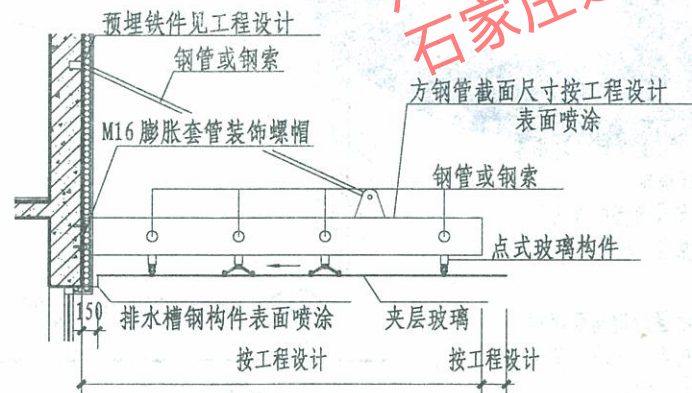 预埋铁件见工程设计
石家庄
钢管或钢索
方钢管截面尺寸按工程设计
表面喷涂
M16膨胀套管装饰螺帽
钢管或钢索
点式玻璃构件
150
排水槽钢构件表面喷涂
夹层玻璃
按工程设计
按工程设计